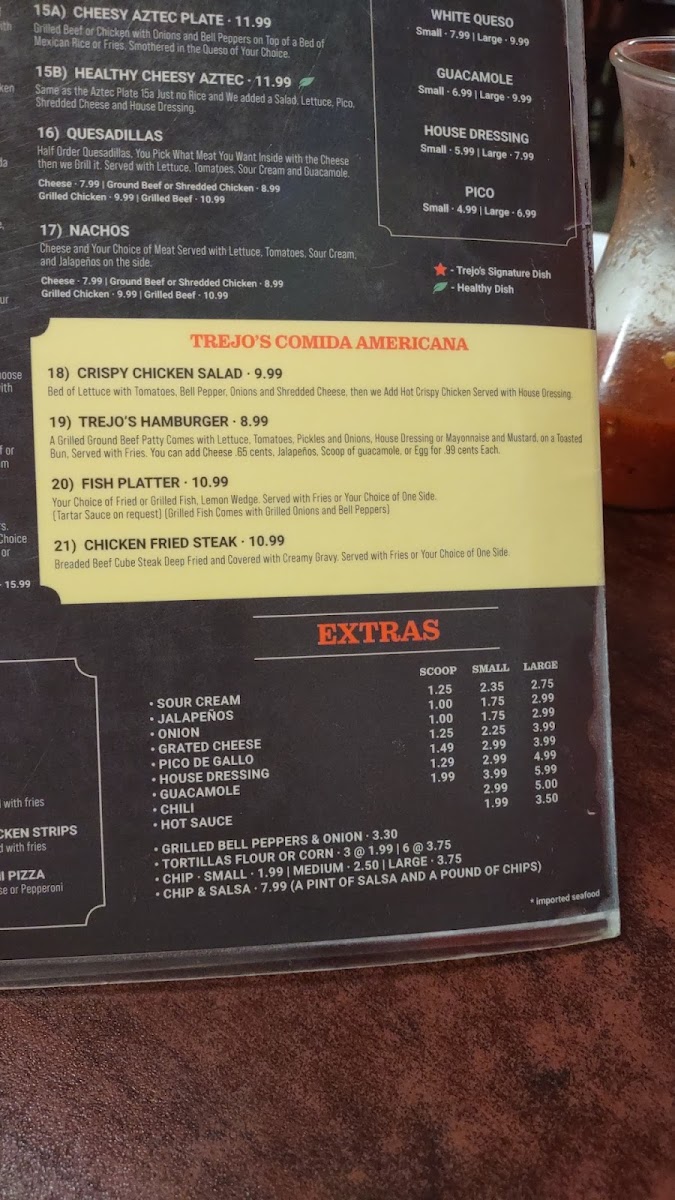 15A) CHEESY AZTEC PLATE · 11.99
Grilled Beef or Chicken with Onions and Bell Peppers on Top of a Bed of
Mexican Rice or Fries. Smothered in the Queso of Your Choice.
15B) HEALTHY CHEESY AZTEC · 11.99
Same as the Aztec Plate 15a Just no Rice and We added a Salad. Lettuce, Pico,
Shredded Cheese and House Dressing.
16) QUESADILLAS
Half Order Quesadillas, You Pick What Meat You Want Inside with the Cheese
then we Grill it. Served with Lettuce, Tomatoes, Sour Cream and Guacamole.
Cheese · 7.99 | Ground Beef or Shredded Chicken · 8.99
Grilled Chicken · 9.99 | Grilled Beef · 10.99
17) NACHOS
Cheese and Your Choice of Meat Served with Lettuce, Tomatoes, Sour Cream,
and Jalapeños on the side.
Cheese · 7.99 | Ground Beef or Shredded Chicken · 8.99
Grilled Chicken · 9.99 | Grilled Beef · 10.99
WHITE QUESO
Small · 7.99 | Large · 9.99
GUACAMOLE
Small · 6.99 | Large · 9.99
HOUSE DRESSING
Small · 5.99 | Large · 7.99
PICO
Small · 4.99 | Large · 6.99
- Trejo's Signature Dish
- Healthy Dish
TREJO'S COMIDA AMERICANA
18) CRISPY CHICKEN SALAD · 9.99
Bed of Lettuce with Tomatoes, Bell Pepper, Onions and Shredded Cheese, then we Add Hot Crispy Chicken Served with House Dressing.
19) TREJO'S HAMBURGER · 8.99
A Grilled Ground Beef Patty Comes with Lettuce, Tomatoes, Pickles and Onions, House Dressing or Mayonnaise and Mustard, on a Toasted
Bun, Served with Fries. You can add Cheese .65 cents, Jalapeños, Scoop of guacamole, or Egg for .99 cents Each.
20) FISH PLATTER · 10.99
Your Choice of Fried or Grilled Fish, Lemon Wedge. Served with Fries or Your Choice of One Side.
(Tartar Sauce on request) (Grilled Fish Comes with Grilled Onions and Bell Peppers)
21) CHICKEN FRIED STEAK · 10.99
Breaded Beef Cube Steak Deep Fried and Covered with Creamy Gravy. Served with Fries or Your Choice of One Side.
· 15.99
EXTRAS
SCOOP SMALL LARGE
• SOUR CREAM 1.25 2.35 2.75
• JALAPEÑOS 1.00 1.75 2.99
• ONION 1.00 1.75 2.99
• GRATED CHEESE 1.25 2.25 3.99
• PICO DE GALLO 1.49 2.99 3.99
• HOUSE DRESSING 1.29 2.99 4.99
• GUACAMOLE 1.99 3.99 5.99
• CHILI 2.99 5.00
• HOT SAUCE 1.99 3.50
• GRILLED BELL PEPPERS & ONION · 3.30
• TORTILLAS FLOUR OR CORN · 3 @ 1.99 | 6 @ 3.75
• CHIP · SMALL · 1.99 | MEDIUM · 2.50 | LARGE · 3.75
• CHIP & SALSA · 7.99 (A PINT OF SALSA AND A POUND OF CHIPS)
* imported seafood
with fries
CKEN STRIPS
d with fries
PIZZA
se or Pepperoni